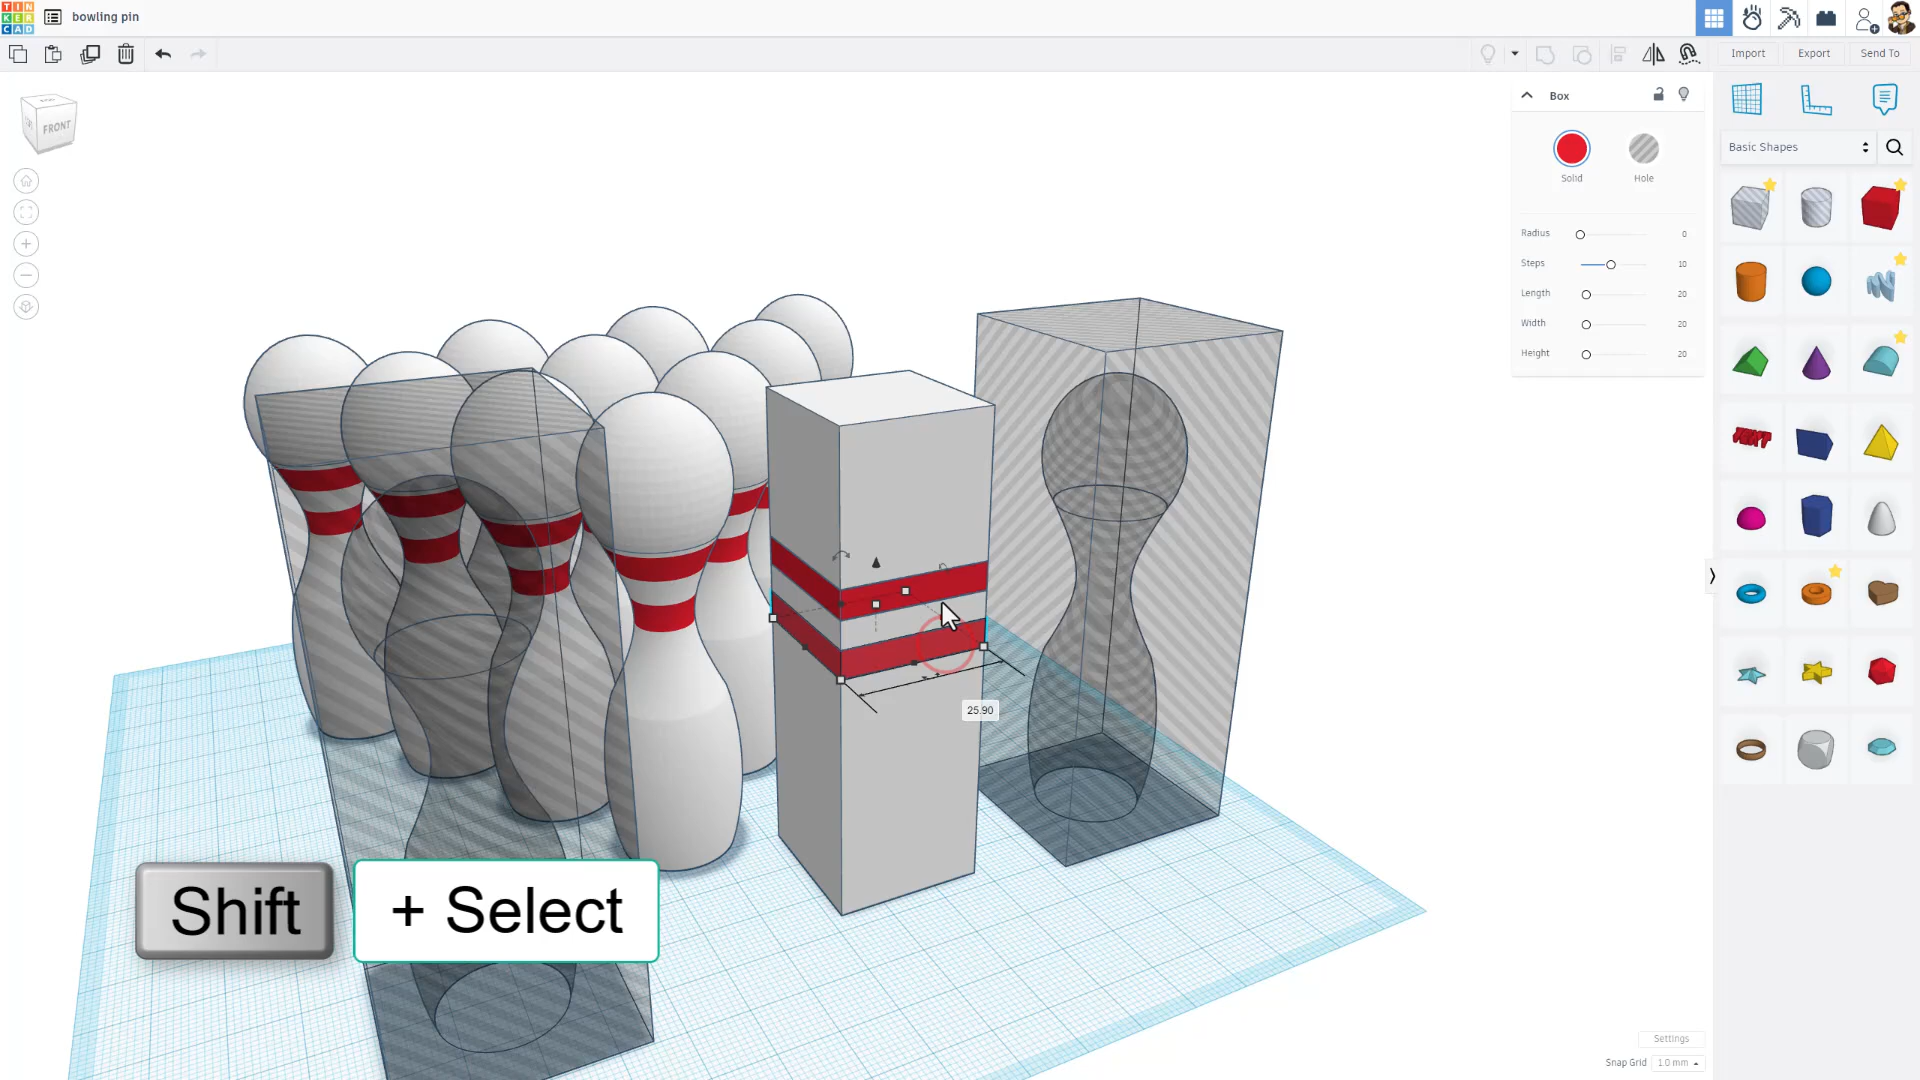 TIN
KER
CAD
bowling pin
Import
Export
Send To
FRONT
Box
Solid
Hole
Basic Shapes
Radius 0
Steps 10
Length 20
Width 20
Height 20
TEXT
25.90
Shift
+ Select
Settings
Snap Grid 1.0 mm